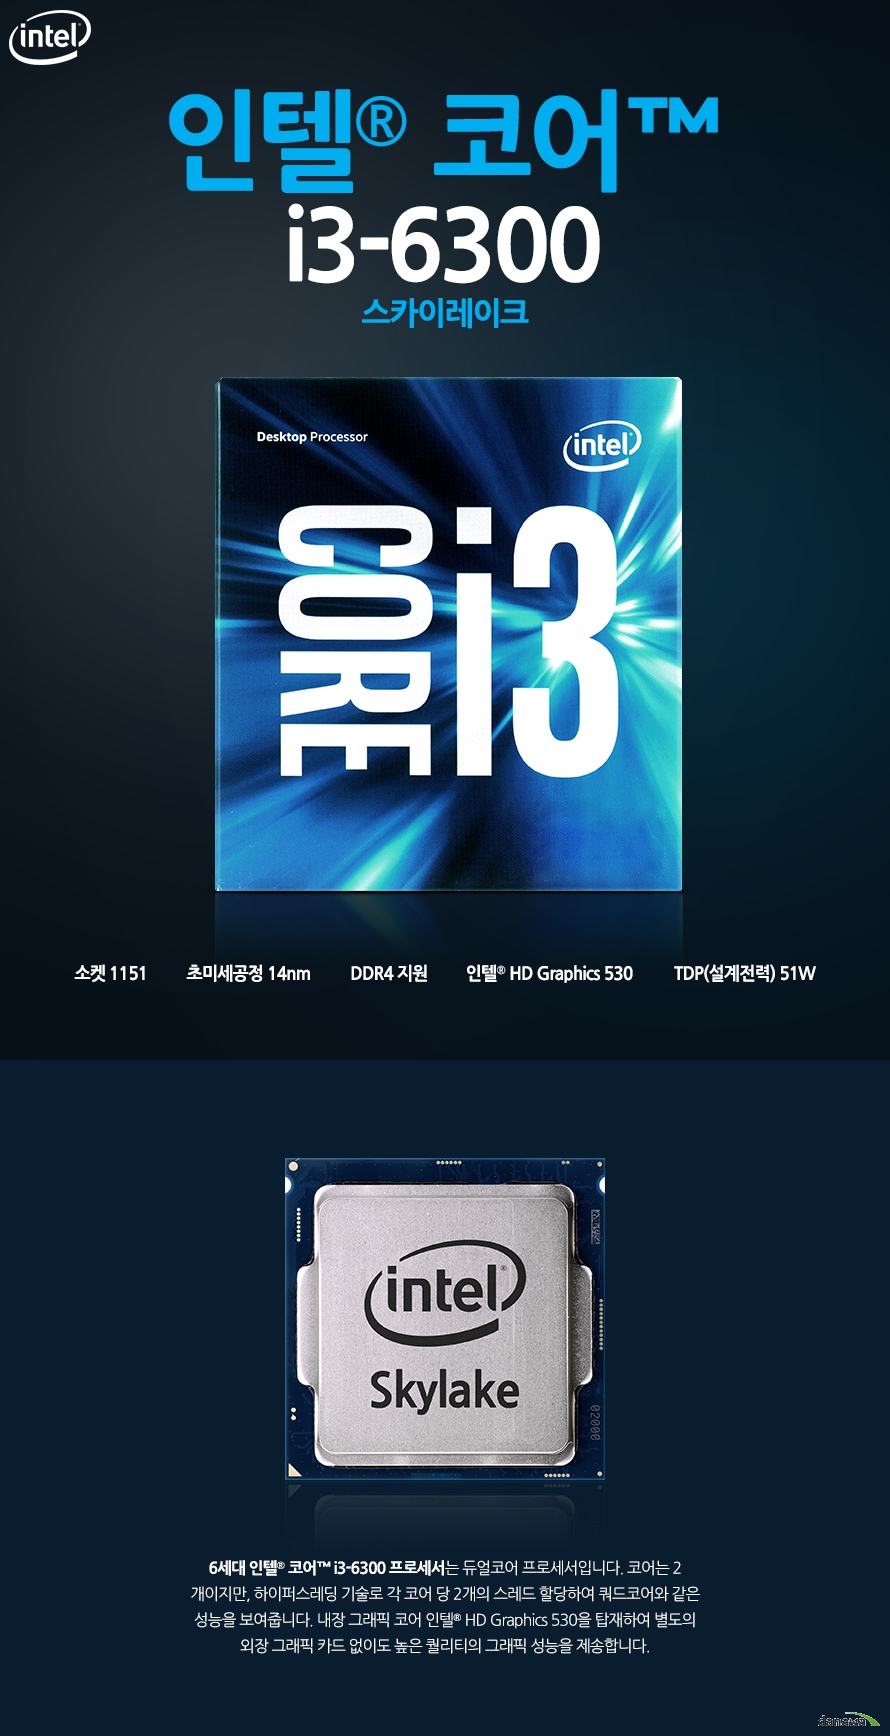 intel
인텔® 코어™
i3-6300
스카이레이크
Desktop Processor
intel®
CORE i3
소켓 1151 초미세공정 14nm DDR4 지원 인텔® HD Graphics 530 TDP(설계전력) 51W
intel®
Skylake
02000
6세대 인텔® 코어™ i3-6300 프로세서는 듀얼코어 프로세서입니다. 코어는 2
개이지만, 하이퍼스레딩 기술로 각 코어 당 2개의 스레드 할당하여 쿼드코어와 같은
성능을 보여줍니다. 내장 그래픽 코어 인텔® HD Graphics 530을 탑재하여 별도의
외장 그래픽 카드 없이도 높은 퀄리티의 그래픽 성능을 제송합니다.
danawa